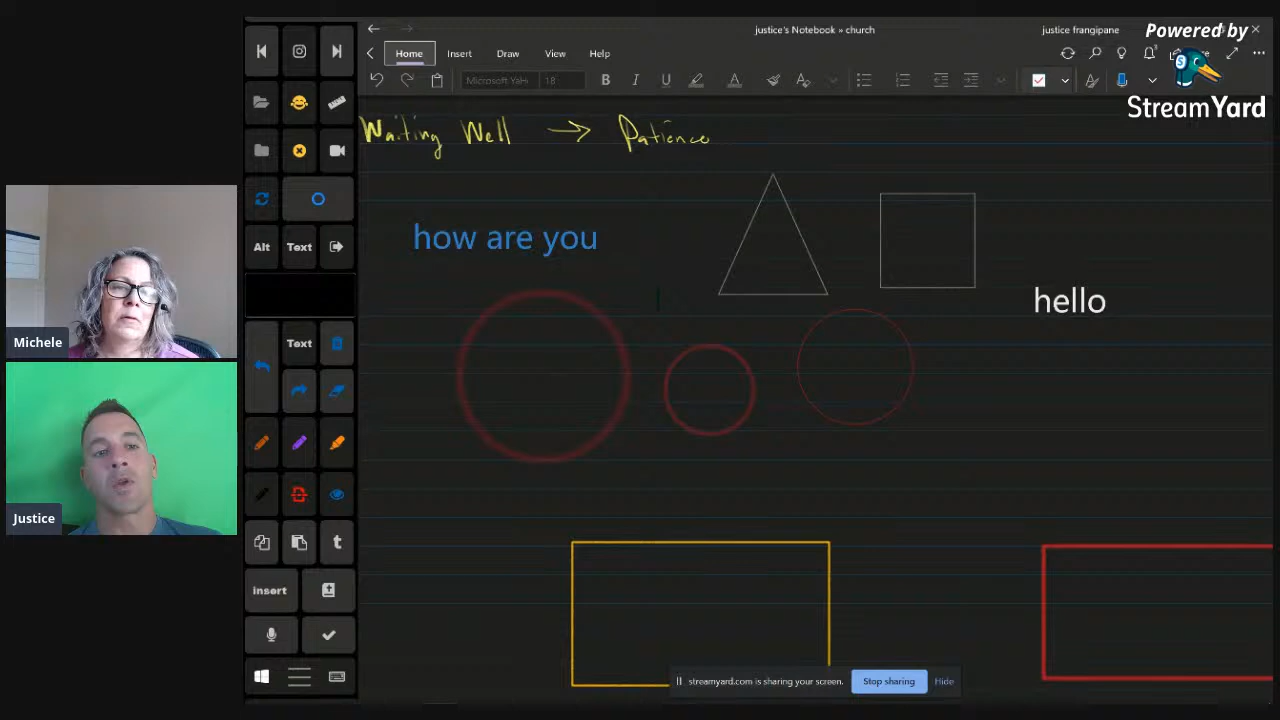 justice's Notebook » church
justice frangipane
Powered by
StreamYard
Home Insert Draw View Help
18
B I U
Waiting Well → Patience
how are you
hello
Michele
Justice
Alt Text
Text
t
insert
streamyard.com is sharing your screen. Stop sharing Hide